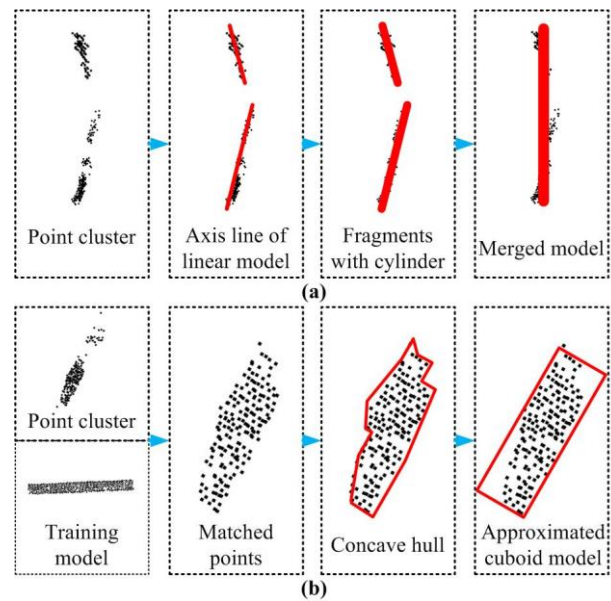 Point cluster
Axis line of
linear model
Fragments
with cylinder
Merged model
(a)
Point cluster
Training
model
Matched
points
Concave hull
Approximated
cuboid model
(b)